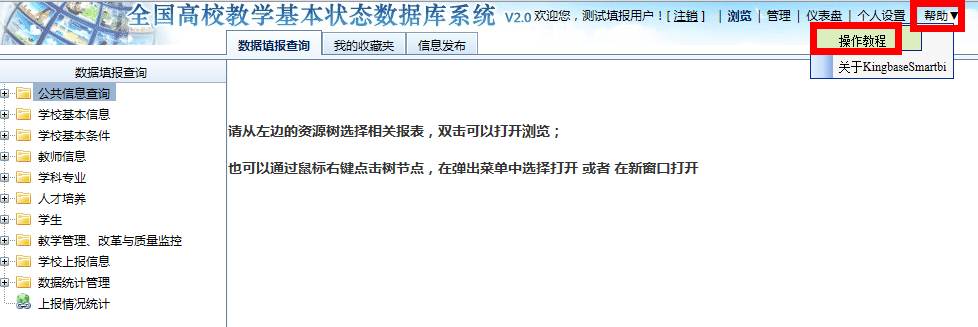 全国高校教学基本状态数据库系统 V2.0 欢迎您，测试填报用户！[ 注销 ] | 浏览 | 管理 | 仪表盘 | 个人设置 帮助▼
数据填报查询 我的收藏夹 信息发布
操作教程
关于KingbaseSmartbi
数据填报查询
公共信息查询
学校基本信息
学校基本条件
教师信息
学科专业
人才培养
学生
教学管理、改革与质量监控
学校上报信息
数据统计管理
上报情况统计
请从左边的资源树选择相关报表，双击可以打开浏览；
也可以通过鼠标右键点击树节点，在弹出菜单中选择打开 或者 在新窗口打开